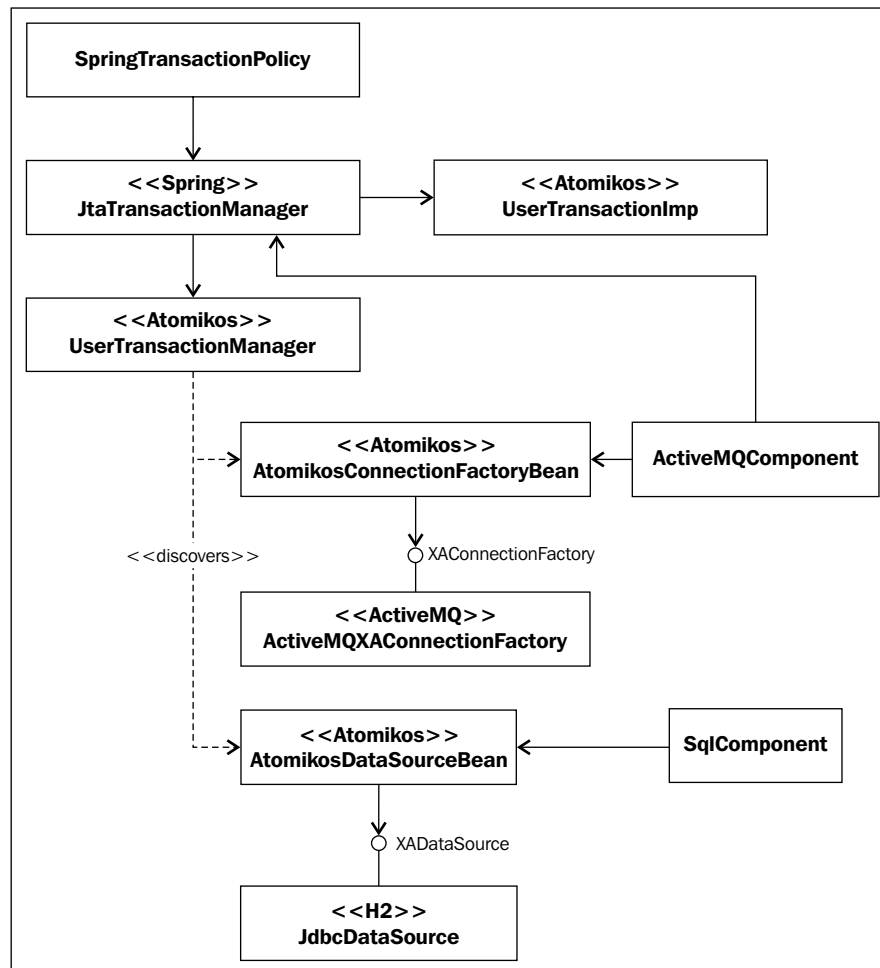 SpringTransactionPolicy
<<Spring>>
JtaTransactionManager
<<Atomikos>>
UserTransactionImp
<<Atomikos>>
UserTransactionManager
<<Atomikos>>
AtomikosConnectionFactoryBean
ActiveMQComponent
<<discovers>>
XAConnectionFactory
<<ActiveMQ>>
ActiveMQXAConnectionFactory
<<Atomikos>>
AtomikosDataSourceBean
SqlComponent
XADataSource
<<H2>>
JdbcDataSource